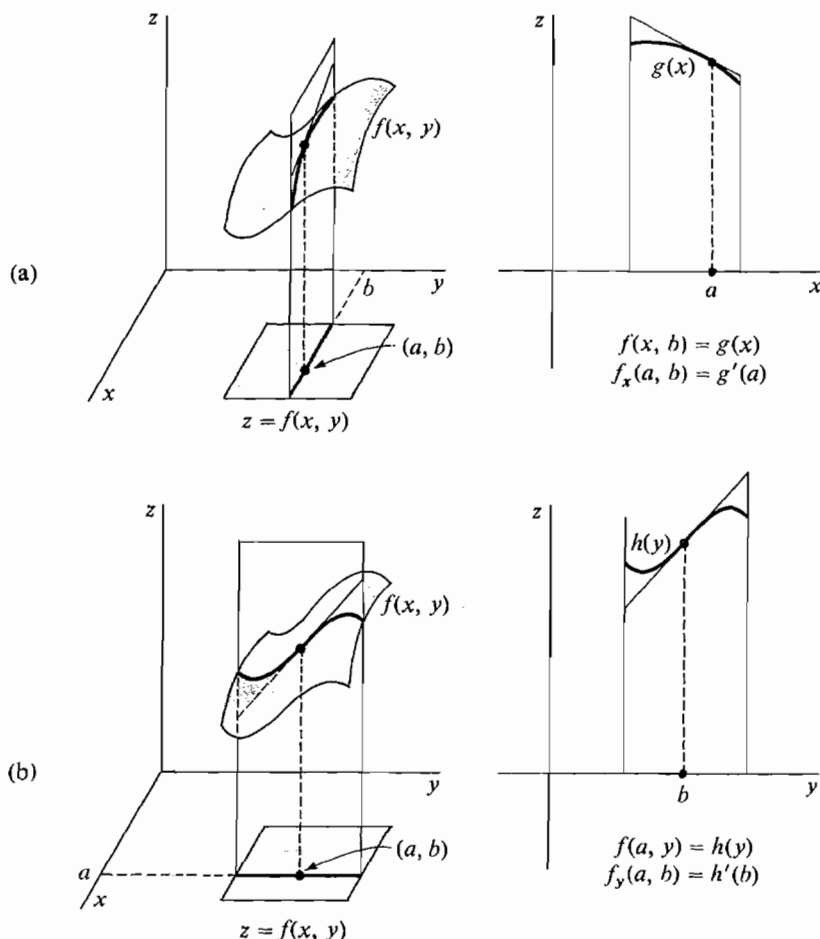 z
f(x, y)
b
y
(a)
(a, b)
x
z = f(x, y)
z
g(x)
a
x
f(x, b) = g(x)
f_x(a, b) = g′(a)
z
f(x, y)
y
(b)
(a, b)
a
x
z = f(x, y)
z
h(y)
b
y
f(a, y) = h(y)
f_y(a, b) = h′(b)